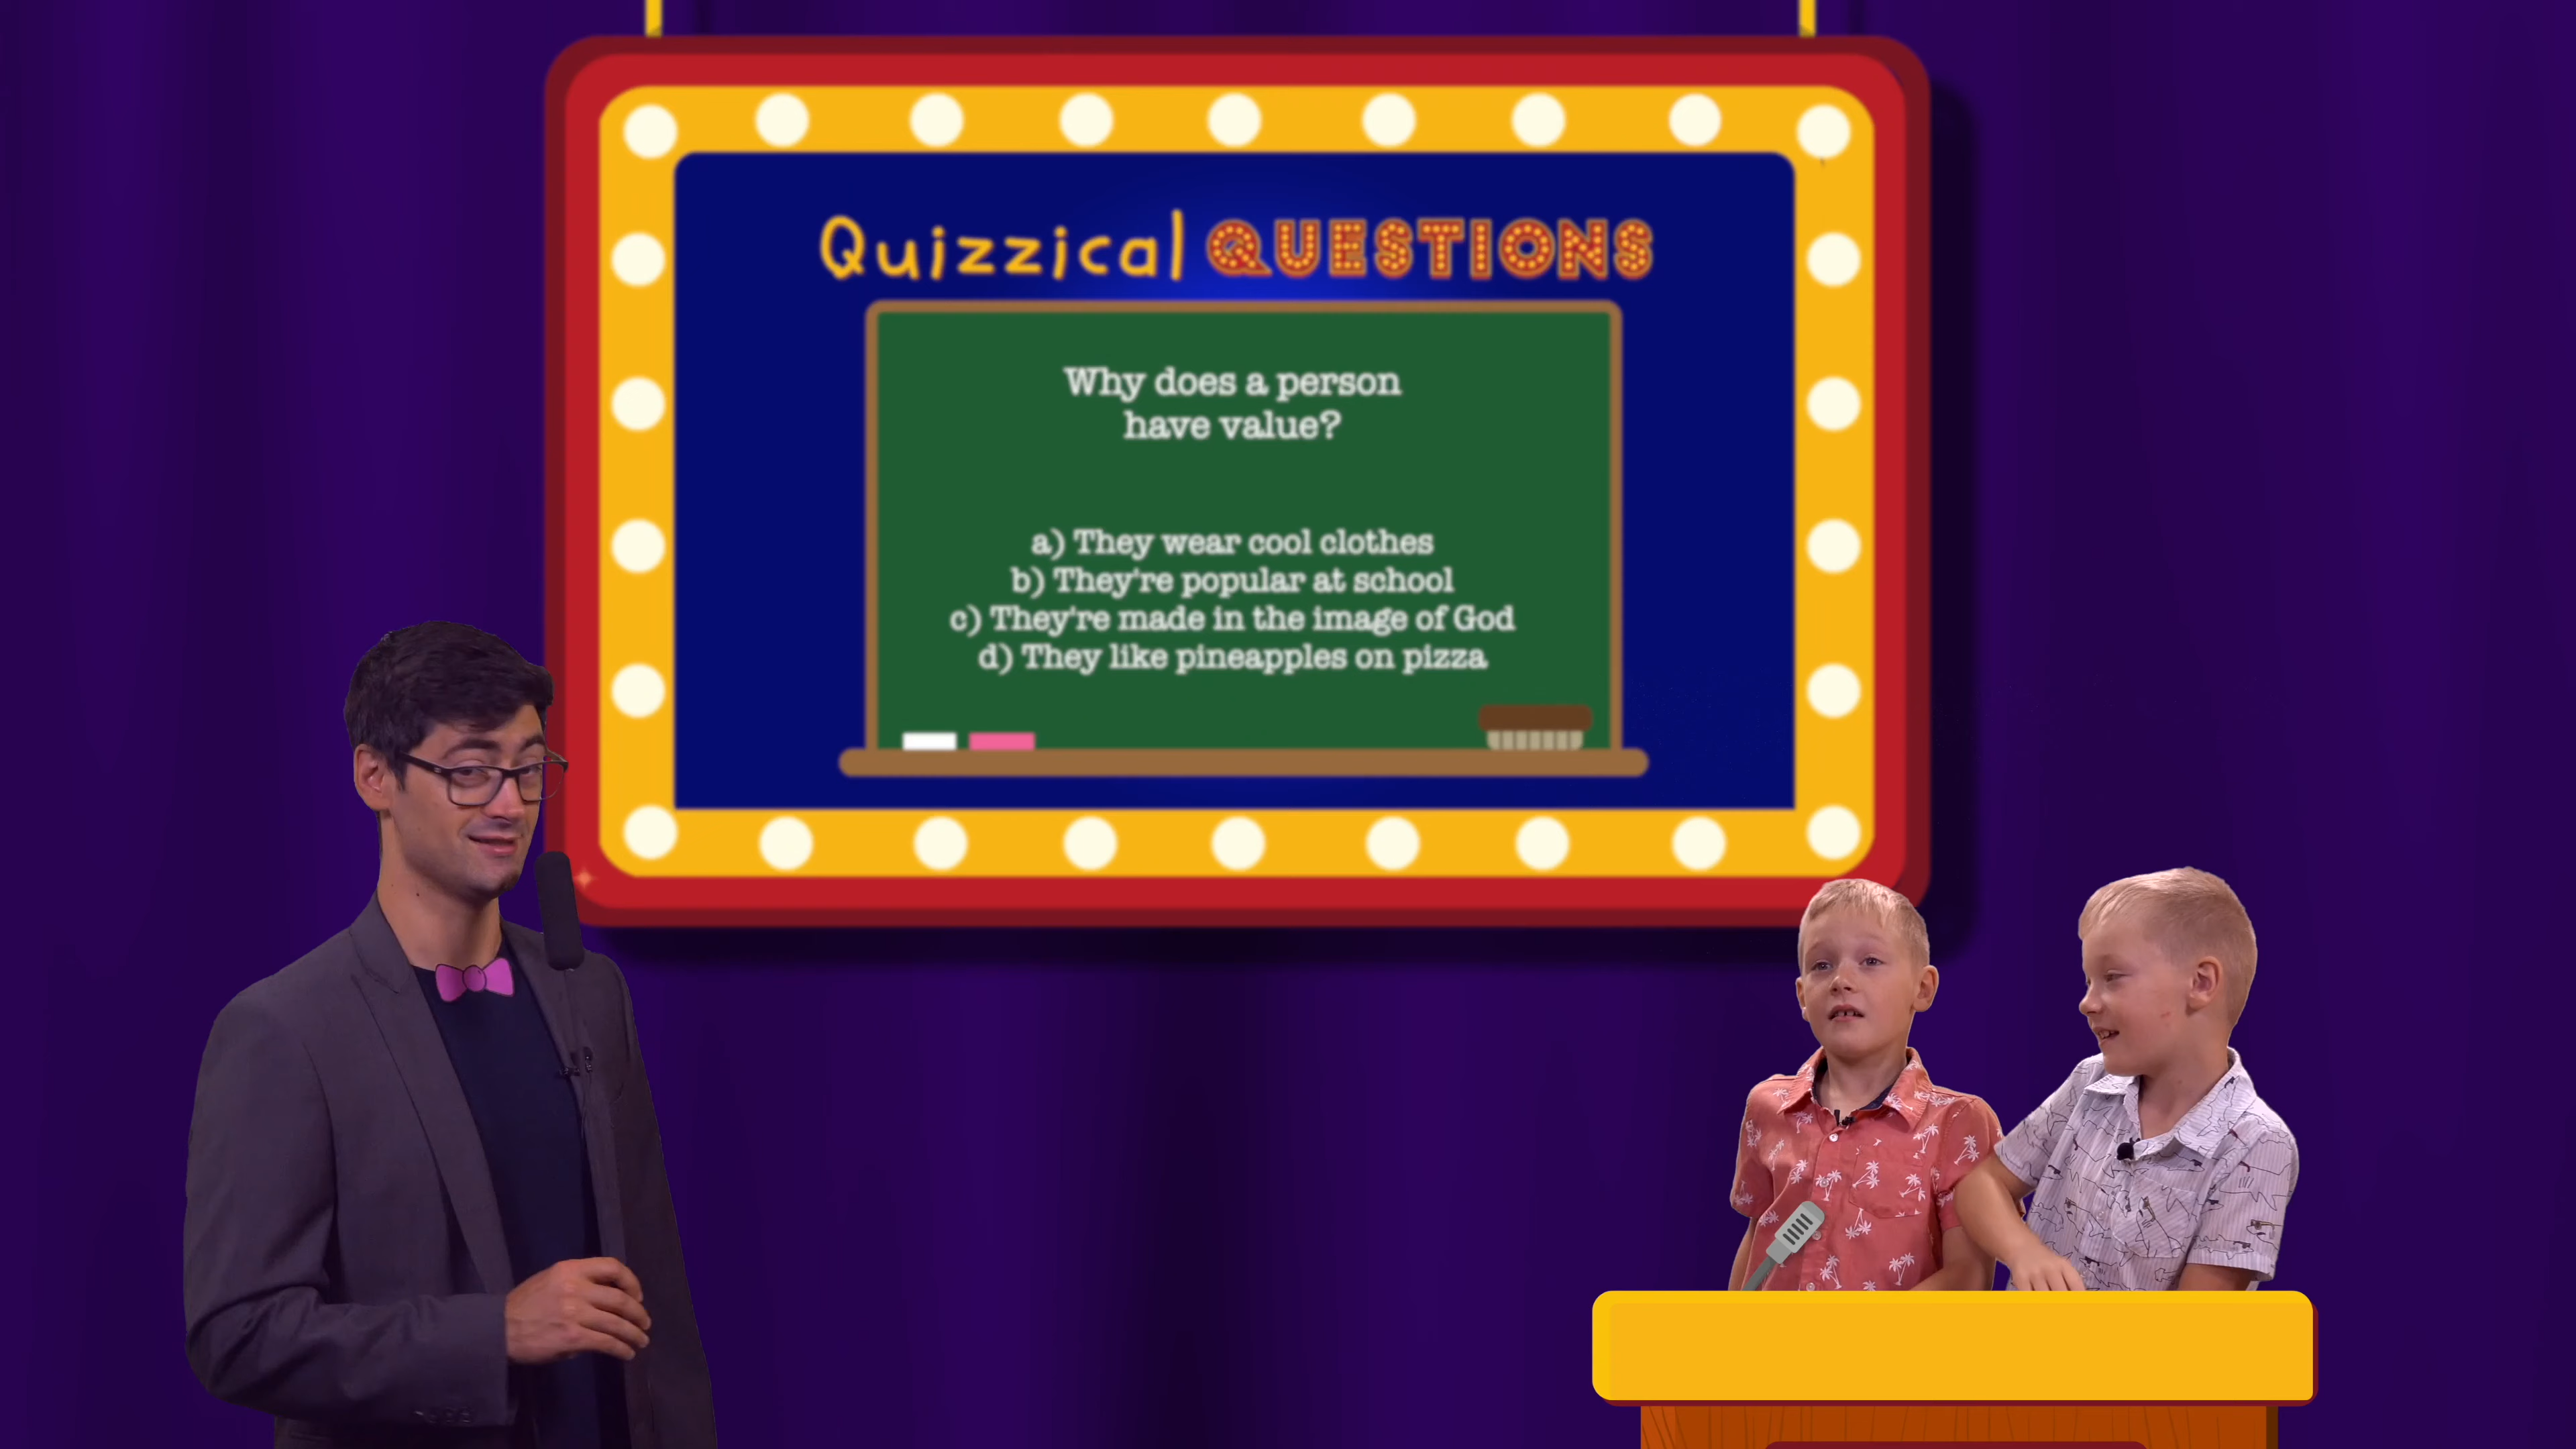 Quizzical QUESTIONS
Why does a person
have value?
a) They wear cool clothes
b) They're popular at school
c) They're made in the image of God
d) They like pineapples on pizza